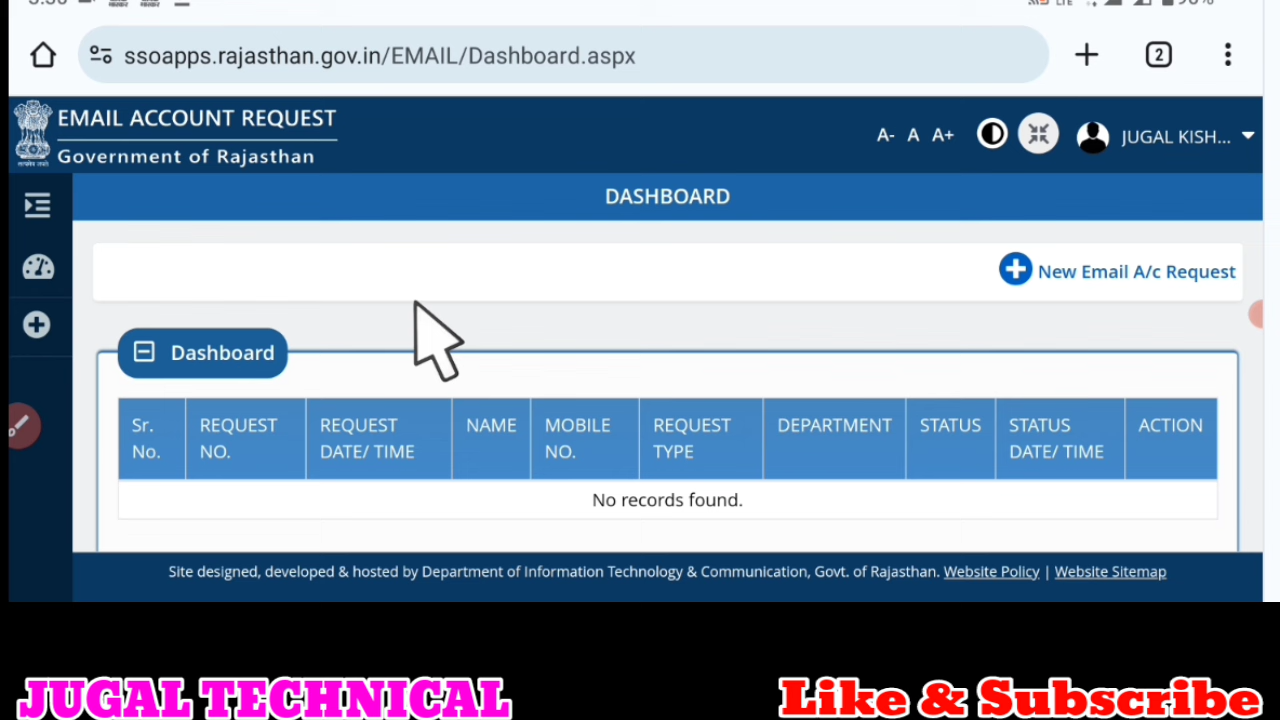 ssoapps.rajasthan.gov.in/EMAIL/Dashboard.aspx
2
EMAIL ACCOUNT REQUEST
Government of Rajasthan
A- A A+
JUGAL KISH...
DASHBOARD
New Email A/c Request
Dashboard
Sr. No.
REQUEST NO.
REQUEST DATE/ TIME
NAME
MOBILE NO.
REQUEST TYPE
DEPARTMENT
STATUS
STATUS DATE/ TIME
ACTION
No records found.
Site designed, developed & hosted by Department of Information Technology & Communication, Govt. of Rajasthan. Website Policy | Website Sitemap
JUGAL TECHNICAL
Like & Subscribe